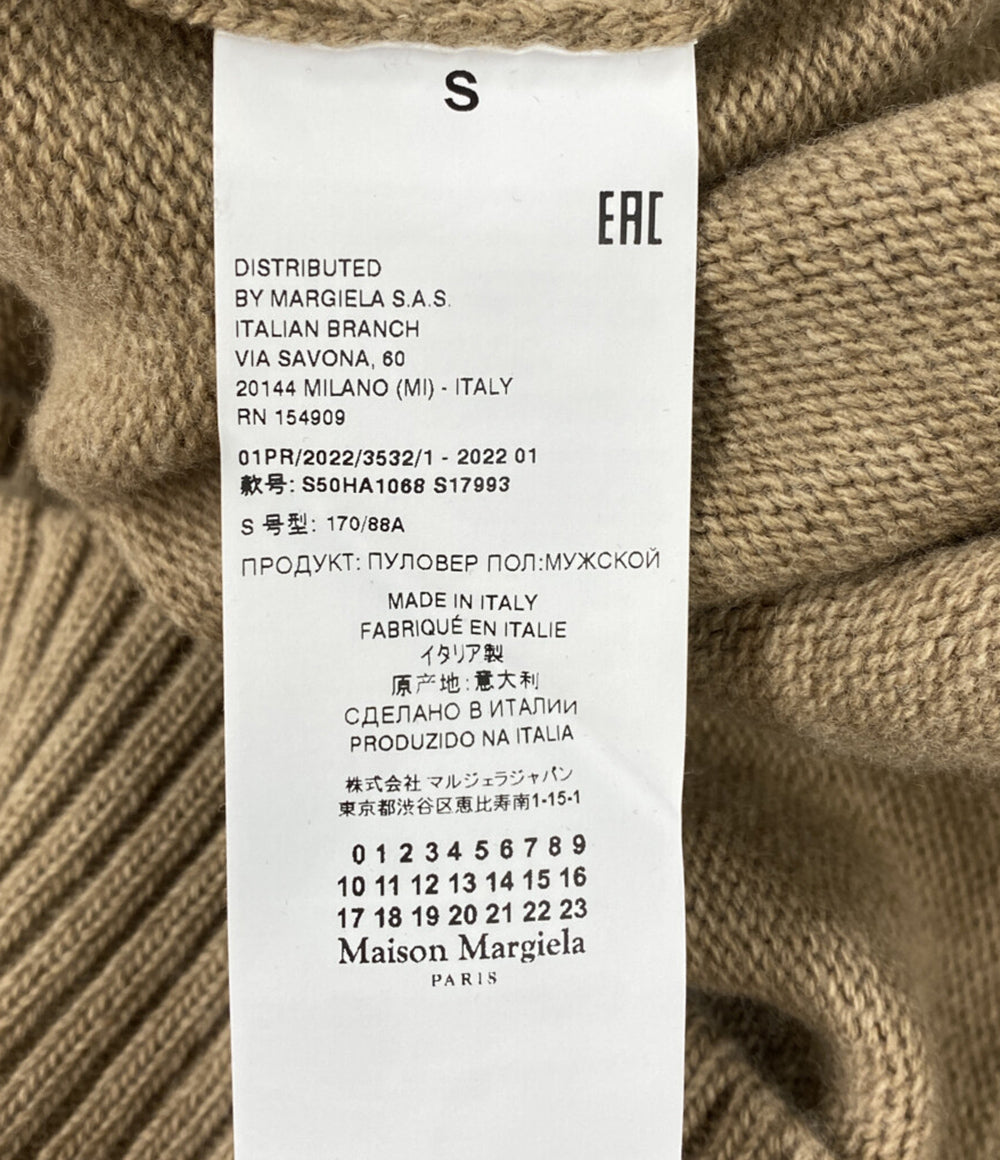 S
EAC
DISTRIBUTED
BY MARGIELA S.A.S.
ITALIAN BRANCH
VIA SAVONA, 60
20144 MILANO (MI) - ITALY
RN 154909
01PR/2022/3532/1 - 2022 01
款号: S50HA1068 S17993
S 号型: 170/88A
ПРОДУКТ: ПУЛОВЕР ПОЛ:МУЖСКОЙ
MADE IN ITALY
FABRIQUÉ EN ITALIE
イタリア製
原产地:意大利
СДЕЛАНО В ИТАЛИИ
PRODUZIDO NA ITALIA
株式会社 マルジェラジャパン
東京都渋谷区恵比寿南1-15-1
0 1 2 3 4 5 6 7 8 9
10 11 12 13 14 15 16
17 18 19 20 21 22 23
Maison Margiela
PARIS